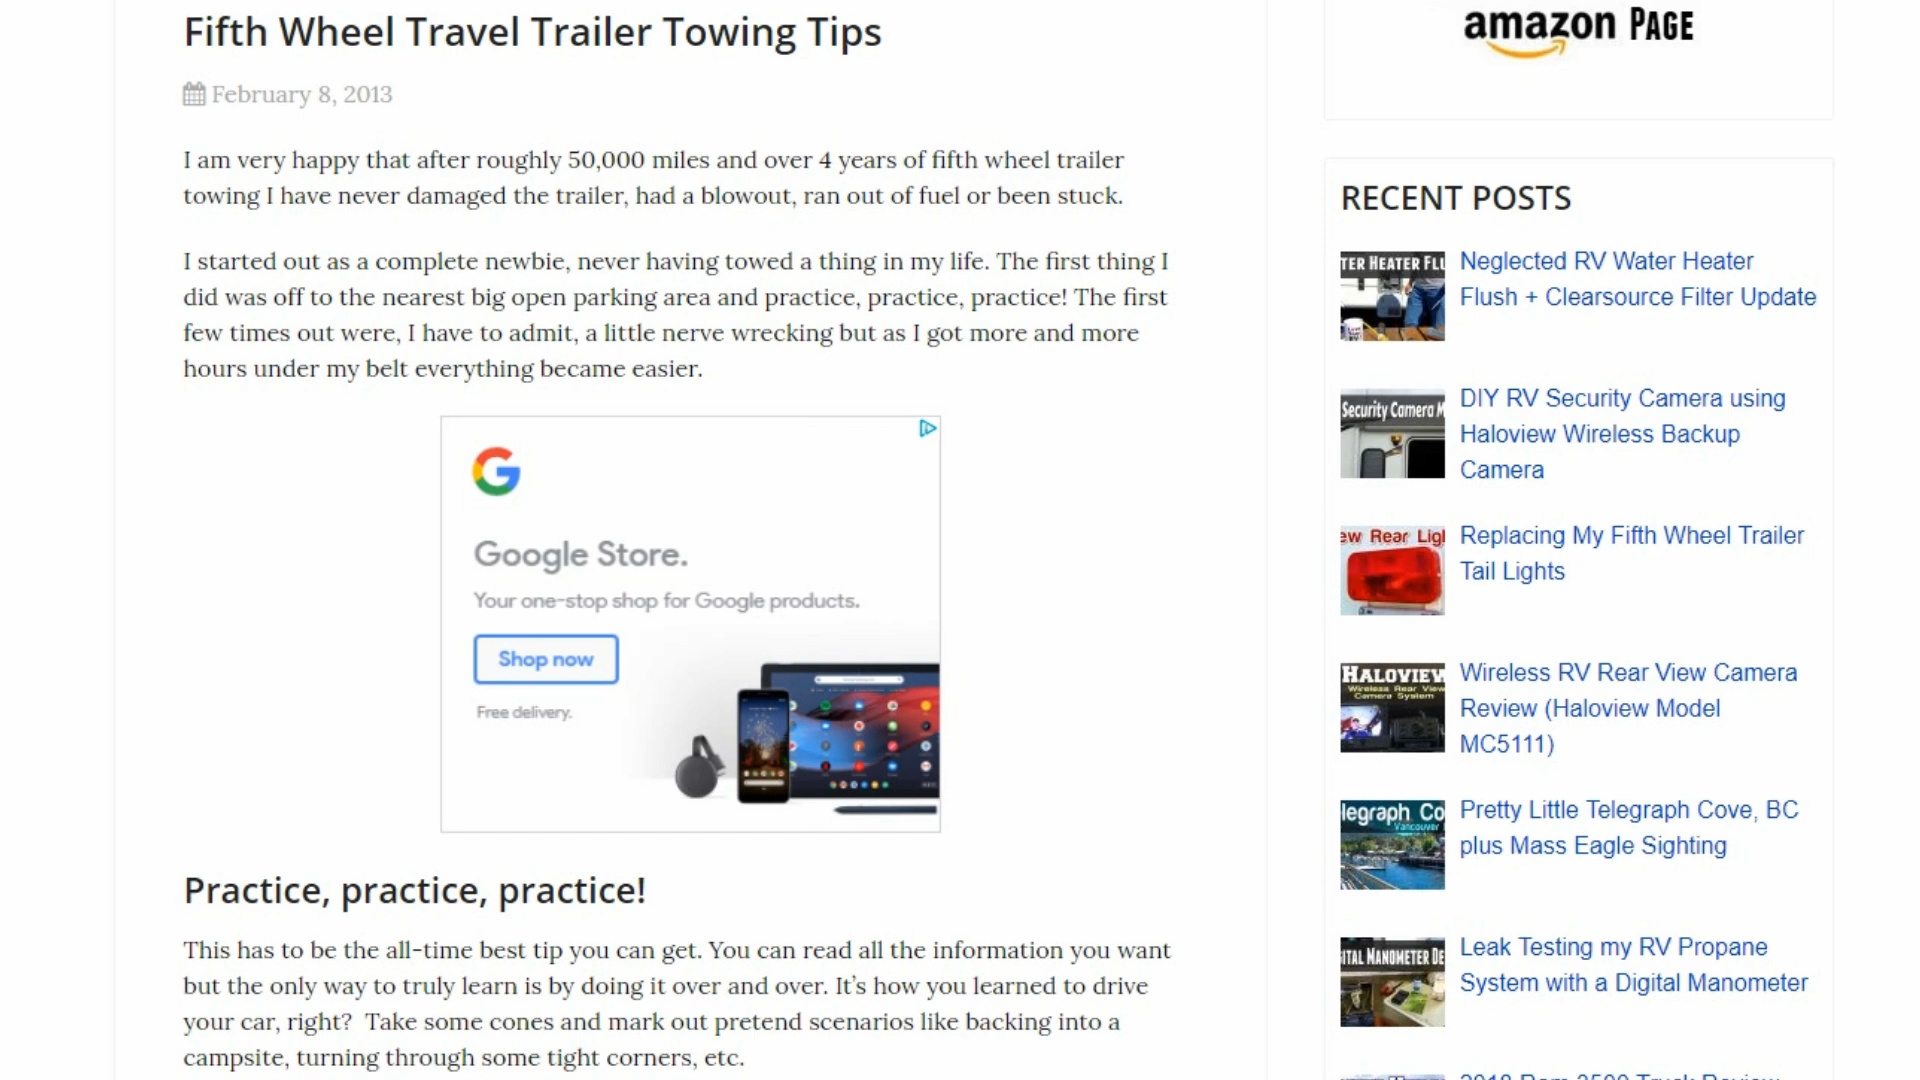 Fifth Wheel Travel Trailer Towing Tips
February 8, 2013
I am very happy that after roughly 50,000 miles and over 4 years of fifth wheel trailer
towing I have never damaged the trailer, had a blowout, ran out of fuel or been stuck.
I started out as a complete newbie, never having towed a thing in my life. The first thing I
did was off to the nearest big open parking area and practice, practice, practice! The first
few times out were, I have to admit, a little nerve wrecking but as I got more and more
hours under my belt everything became easier.
Google Store.
Your one-stop shop for Google products.
Shop now
Free delivery.
Practice, practice, practice!
This has to be the all-time best tip you can get. You can read all the information you want
but the only way to truly learn is by doing it over and over. It's how you learned to drive
your car, right? Take some cones and mark out pretend scenarios like backing into a
campsite, turning through some tight corners, etc.
amazon PAGE
RECENT POSTS
TER HEATER FLU
Neglected RV Water Heater
Flush + Clearsource Filter Update
Security Camera M
DIY RV Security Camera using
Haloview Wireless Backup
Camera
ew Rear Ligh
Replacing My Fifth Wheel Trailer
Tail Lights
HALOVIEW
Wireless Rear View
Camera System
Wireless RV Rear View Camera
Review (Haloview Model
MC5111)
legraph Co
Vancouver
Pretty Little Telegraph Cove, BC
plus Mass Eagle Sighting
ITAL MANOMETER DE
Leak Testing my RV Propane
System with a Digital Manometer
2018 Ram 3500 Truck Review